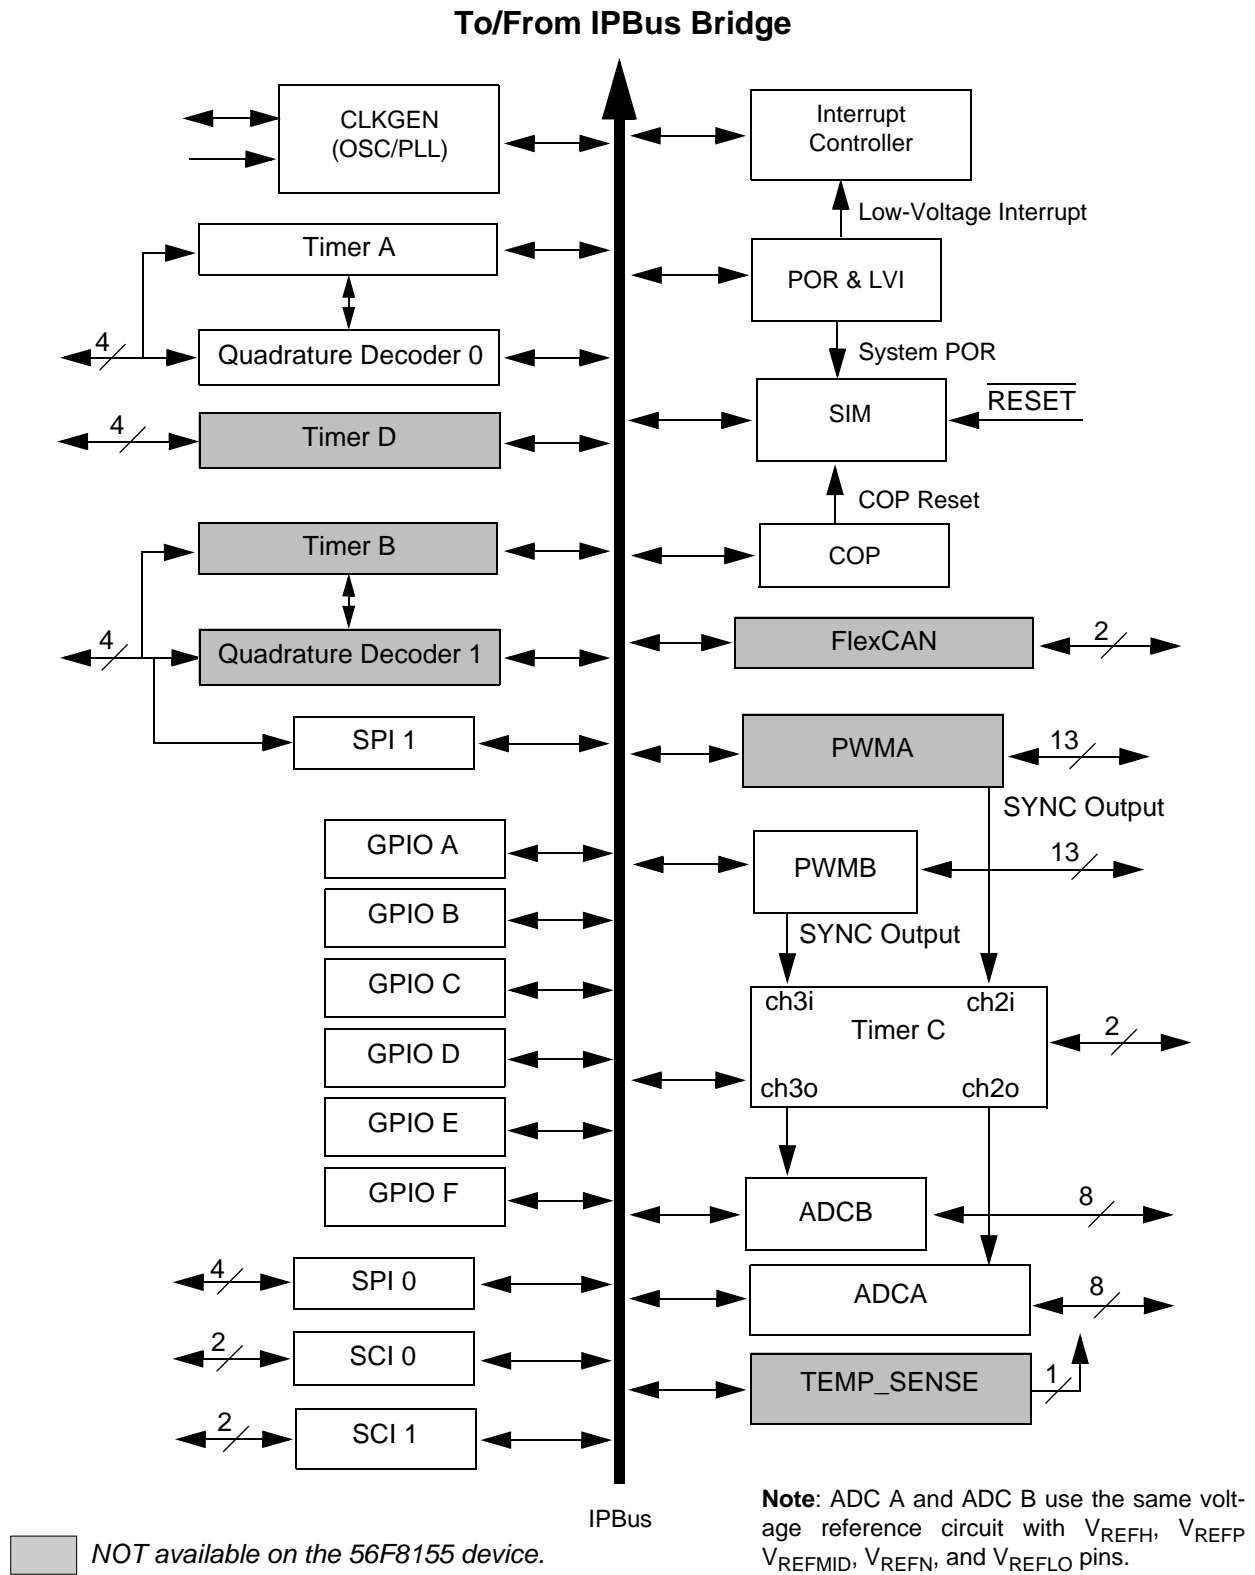 To/From IPBus Bridge
CLKGEN
(OSC/PLL)
Timer A
4
Quadrature Decoder 0
4
Timer D
Timer B
4
Quadrature Decoder 1
SPI 1
GPIO A
GPIO B
GPIO C
GPIO D
GPIO E
GPIO F
4
SPI 0
2
SCI 0
2
SCI 1
Interrupt
Controller
Low-Voltage Interrupt
POR & LVI
System POR
SIM
RESET
COP Reset
COP
FlexCAN
2
PWMA
13
SYNC Output
PWMB
13
SYNC Output
ch3i
ch2i
Timer C
2
ch3o
ch2o
ADCB
8
ADCA
8
TEMP_SENSE
1
IPBus
NOT available on the 56F8155 device.
Note: ADC A and ADC B use the same volt-
age reference circuit with VREFH, VREFP
VREFMID, VREFN, and VREFLO pins.